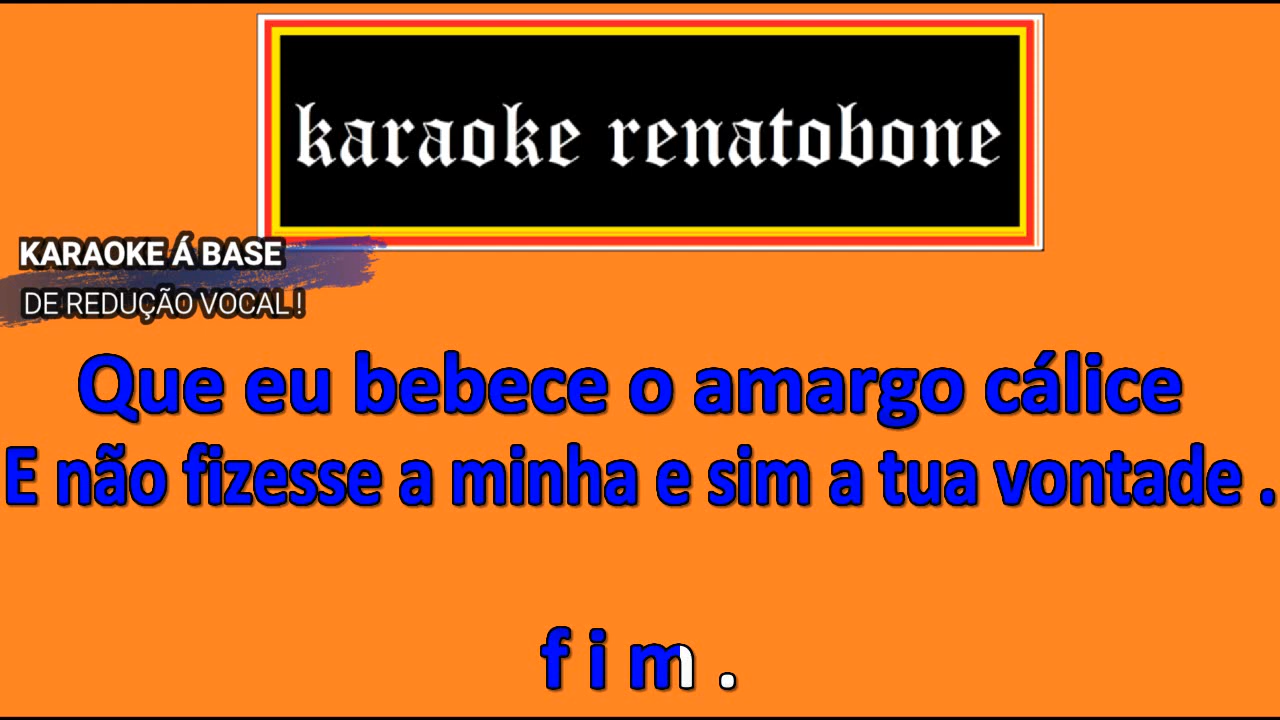 karaoke renatobone
KARAOKE Á BASE
DE REDUÇÃO VOCAL !
Que eu bebece o amargo cálice
E não fizesse a minha e sim a tua vontade .
f i m .